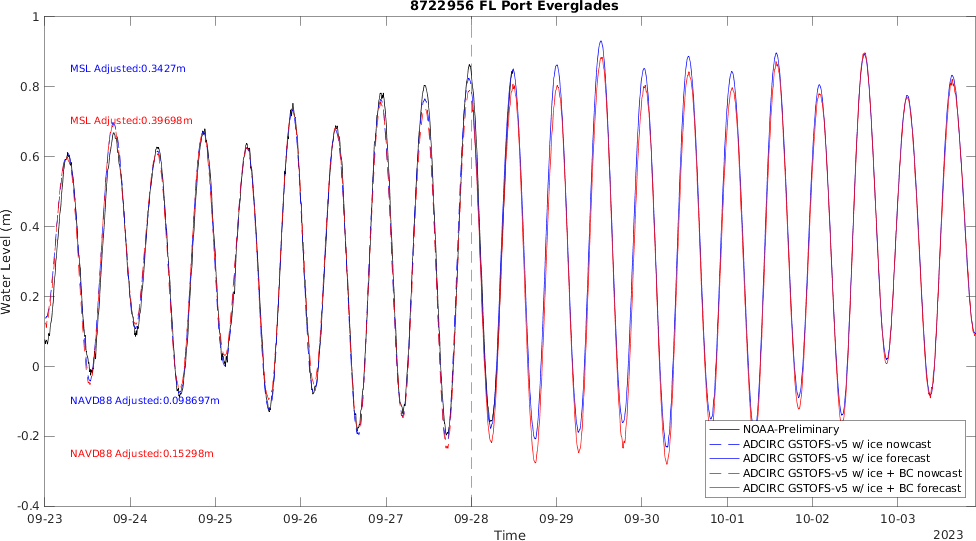 8722956 FL Port Everglades
1
MSL Adjusted:0.3427m
0.8
MSL Adjusted:0.39698m
0.6
0.4
Water Level (m)
0.2
0
NAVD88 Adjusted:0.098697m
-0.2
NAVD88 Adjusted:0.15298m
-0.4
NOAA-Preliminary
ADCIRC GSTOFS-v5 w/ ice nowcast
ADCIRC GSTOFS-v5 w/ ice forecast
ADCIRC GSTOFS-v5 w/ ice + BC nowcast
ADCIRC GSTOFS-v5 w/ ice + BC forecast
09-23 09-24 09-25 09-26 09-27 09-28 09-29 09-30 10-01 10-02 10-03
Time
2023